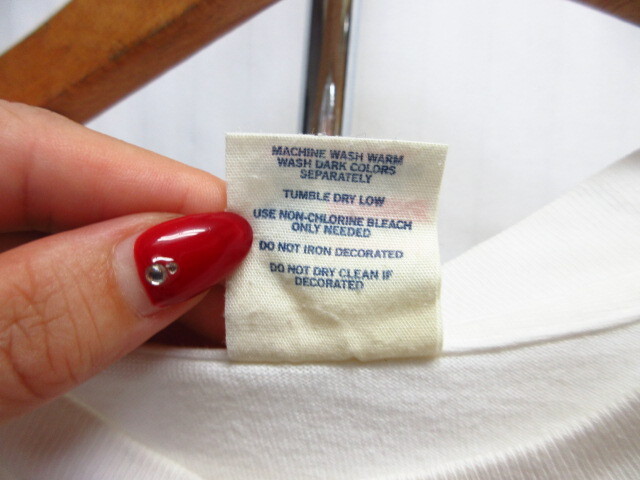 MACHINE WASH WARM
WASH DARK COLORS
SEPARATELY
TUMBLE DRY LOW
USE NON-CHLORINE BLEACH
ONLY NEEDED
DO NOT IRON DECORATED
DO NOT DRY CLEAN IF
DECORATED